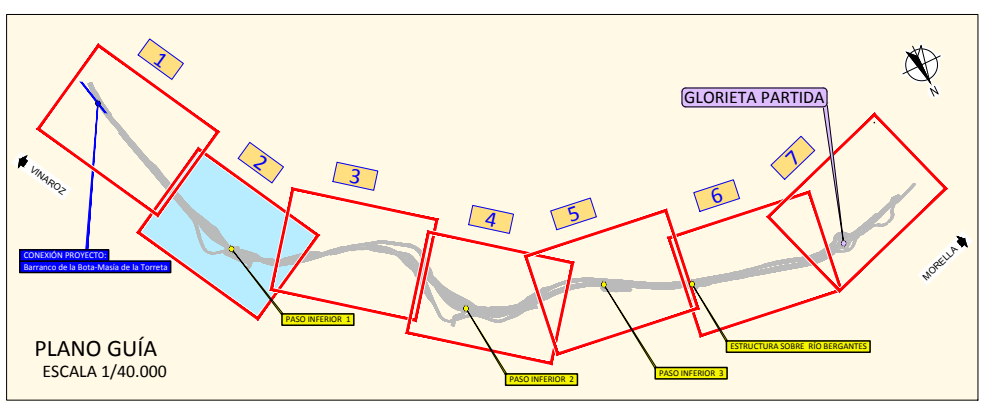 1
2
3
4
5
6
7
N
GLORIETA PARTIDA
VINAROZ
MORELLA
CONEXIÓN PROYECTO:
Barranco de la Bota-Masía de la Torreta
PASO INFERIOR 1
PASO INFERIOR 2
PASO INFERIOR 3
ESTRUCTURA SOBRE RÍO BERGANTES
PLANO GUÍA
ESCALA 1/40.000